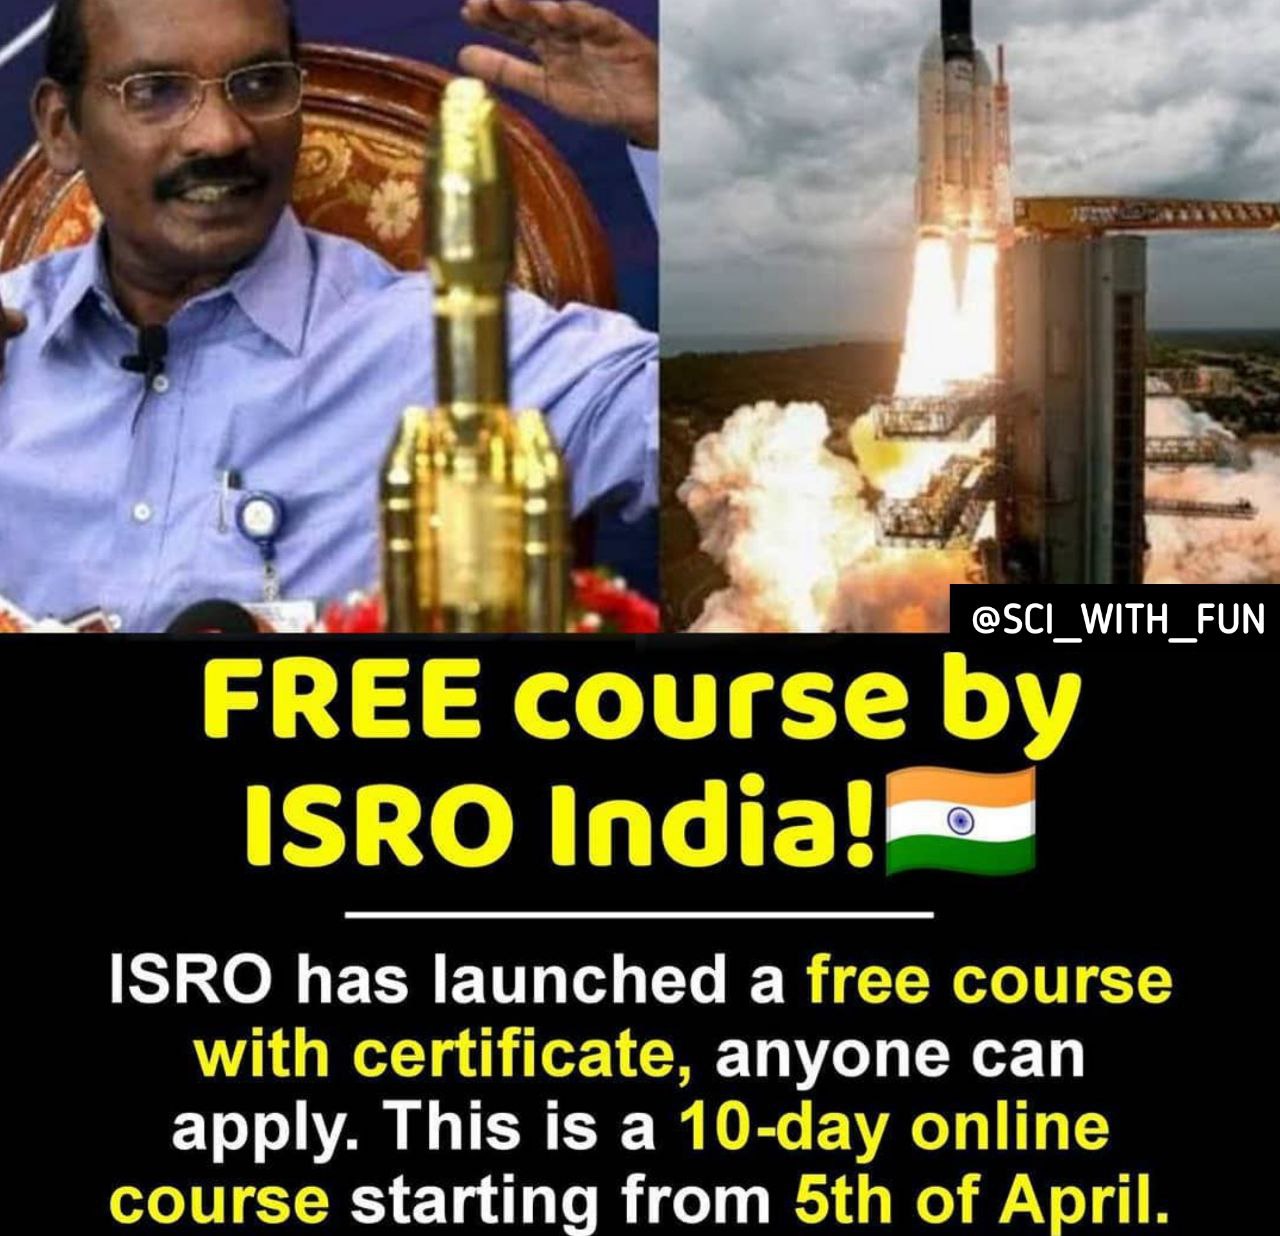 @SCI_WITH_FUN
FREE course by
ISRO India!
ISRO has launched a free course
with certificate, anyone can
apply. This is a 10-day online
course starting from 5th of April.